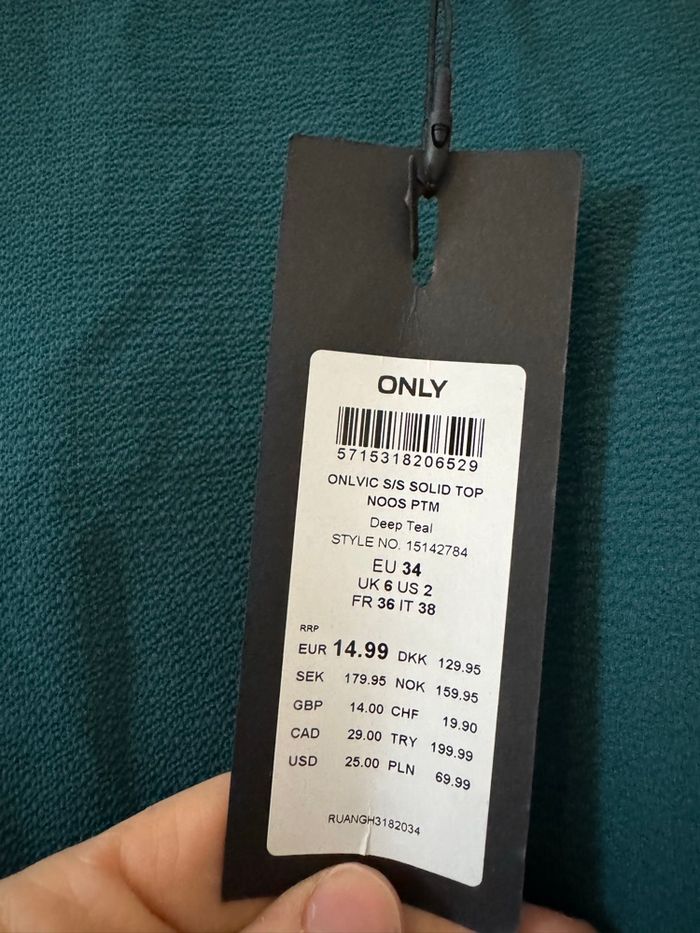 ONLY
5715318206529
ONLVIC S/S SOLID TOP
NOOS PTM
Deep Teal
STYLE NO. 15142784
EU 34
UK 6 US 2
FR 36 IT 38
RRP
EUR 14.99 DKK 129.95
SEK 179.95 NOK 159.95
GBP 14.00 CHF 19.90
CAD 29.00 TRY 199.99
USD 25.00 PLN 69.99
RUANGH3182034